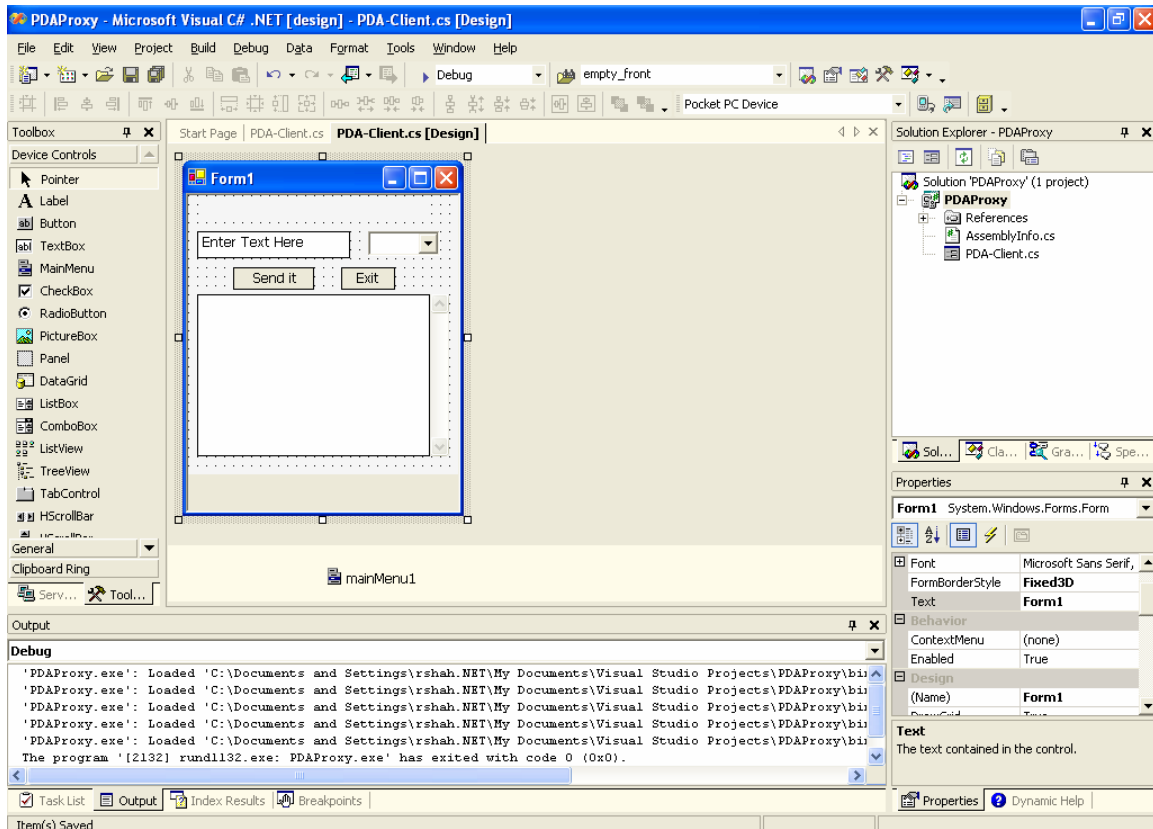 PDAProxy - Microsoft Visual C# .NET [design] - PDA-Client.cs [Design]
File Edit View Project Build Debug Data Format Tools Window Help
Debug empty_front
Pocket PC Device
Toolbox
Device Controls
Pointer
Label
Button
TextBox
MainMenu
CheckBox
RadioButton
PictureBox
Panel
DataGrid
ListBox
ComboBox
ListView
TreeView
TabControl
HScrollBar
General
Clipboard Ring
Serv... Tool...
Start Page PDA-Client.cs PDA-Client.cs [Design]
Form1
Enter Text Here
Send it Exit
mainMenu1
Solution Explorer - PDAProxy
Solution 'PDAProxy' (1 project)
PDAProxy
References
AssemblyInfo.cs
PDA-Client.cs
Sol... Cla... Gra... Spe...
Properties
Form1 System.Windows.Forms.Form
Font Microsoft Sans Serif,
FormBorderStyle Fixed3D
Text Form1
Behavior
ContextMenu (none)
Enabled True
Design
(Name) Form1
Text
The text contained in the control.
Properties Dynamic Help
Output
Debug
'PDAProxy.exe': Loaded 'C:\Documents and Settings\rshah.NET\My Documents\Visual Studio Projects\PDAProxy\bin
'PDAProxy.exe': Loaded 'C:\Documents and Settings\rshah.NET\My Documents\Visual Studio Projects\PDAProxy\bin
'PDAProxy.exe': Loaded 'C:\Documents and Settings\rshah.NET\My Documents\Visual Studio Projects\PDAProxy\bin
'PDAProxy.exe': Loaded 'C:\Documents and Settings\rshah.NET\My Documents\Visual Studio Projects\PDAProxy\bin
'PDAProxy.exe': Loaded 'C:\Documents and Settings\rshah.NET\My Documents\Visual Studio Projects\PDAProxy\bin
The program '[2132] rundll32.exe: PDAProxy.exe' has exited with code 0 (0x0).
Task List Output Index Results Breakpoints
Item(s) Saved